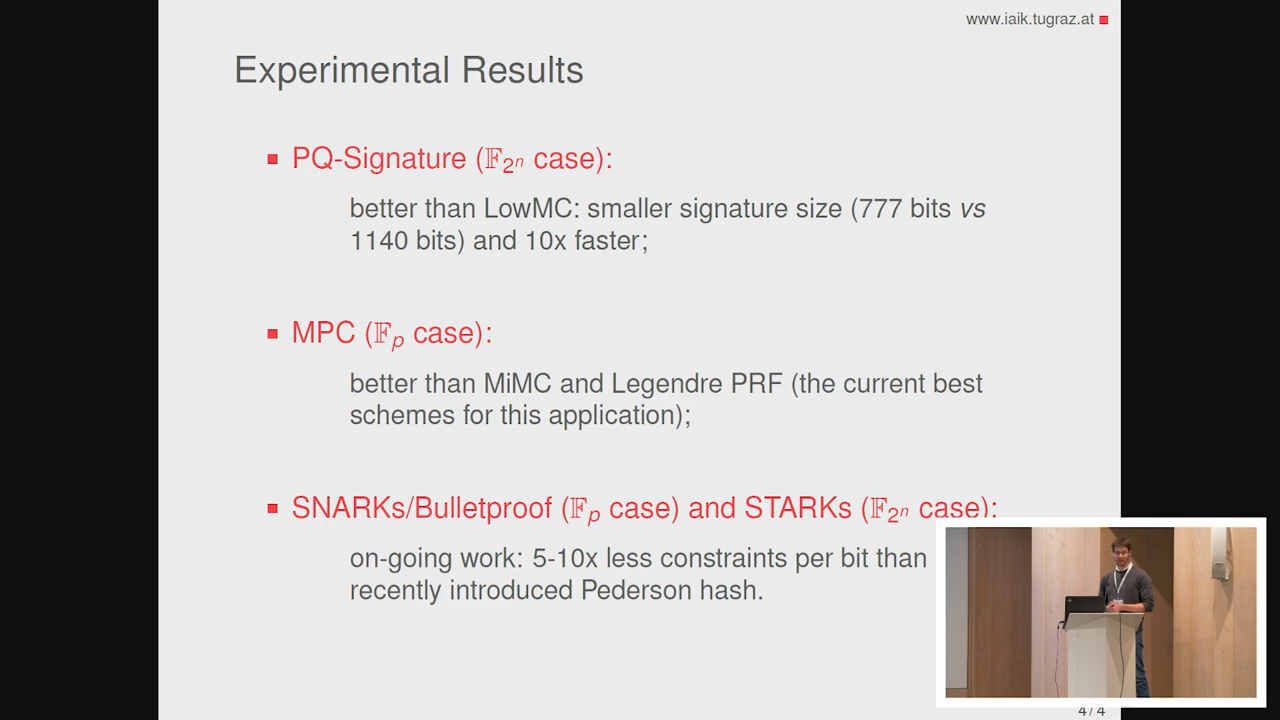 www.iaik.tugraz.at
Experimental Results
PQ-Signature (𝔽₂ⁿ case):
better than LowMC: smaller signature size (777 bits vs
1140 bits) and 10x faster;
MPC (𝔽ₚ case):
better than MiMC and Legendre PRF (the current best
schemes for this application);
SNARKs/Bulletproof (𝔽ₚ case) and STARKs (𝔽₂ⁿ case):
on-going work: 5-10x less constraints per bit than
recently introduced Pederson hash.
4 / 4